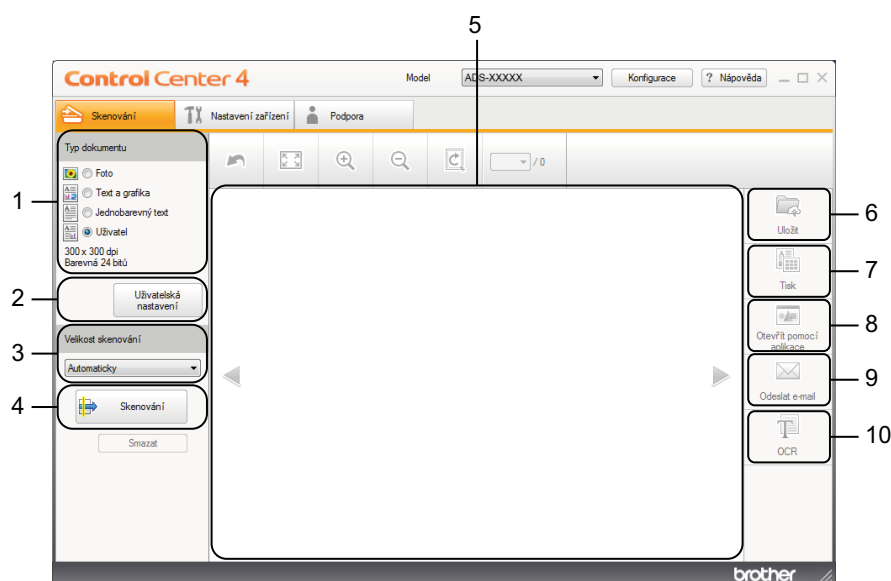 5
Control Center 4
Model
ADS-XXXXX
Konfigurace
? Nápověda
Skenování
Nastavení zařízení
Podpora
Typ dokumentu
/ 0
1
Foto
Text a grafika
Jednobarevný text
Uživatel
300 x 300 dpi
Barevná 24 bitů
2
Uživatelská
nastavení
3
Velikost skenování
Automaticky
4
Skenování
Smazat
6
Uložit
7
Tisk
8
Otevřít pomocí
aplikace
9
Odeslat e-mail
10
OCR
brother